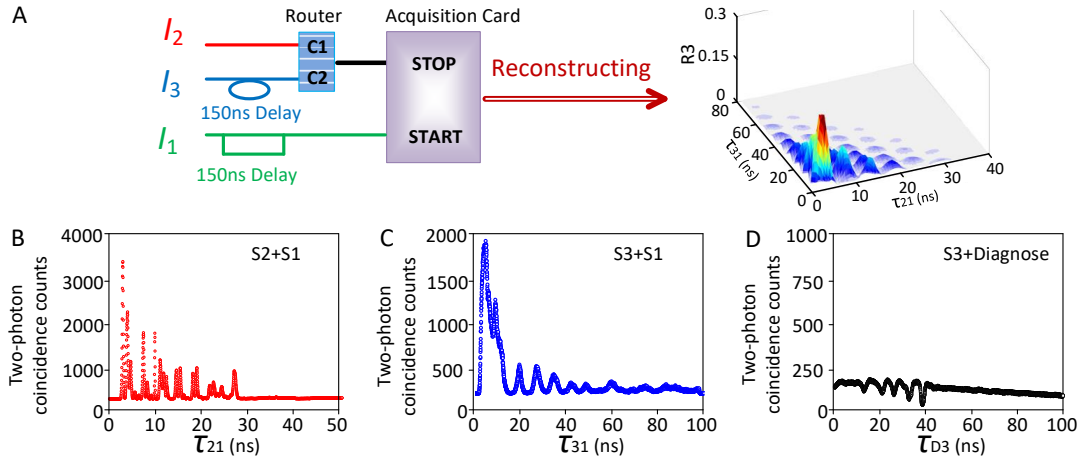 A
Router
Acquisition Card
I2
C1
STOP
I3
C2
150ns Delay
Reconstructing
I1
START
150ns Delay
R3
0.3
0.15
0
80
60
40
20
0
τ31 (ns)
0
10
20
30
40
τ21 (ns)
B
S2+S1
Two-photon
coincidence counts
4000
3000
2000
1000
0
0 10 20 30 40 50
τ21 (ns)
C
S3+S1
Two-photon
coincidence counts
2000
1500
1000
500
0
0 20 40 60 80 100
τ31 (ns)
D
S3+Diagnose
Two-photon
coincidence counts
1000
750
500
250
0
0 20 40 60 80 100
τD3 (ns)